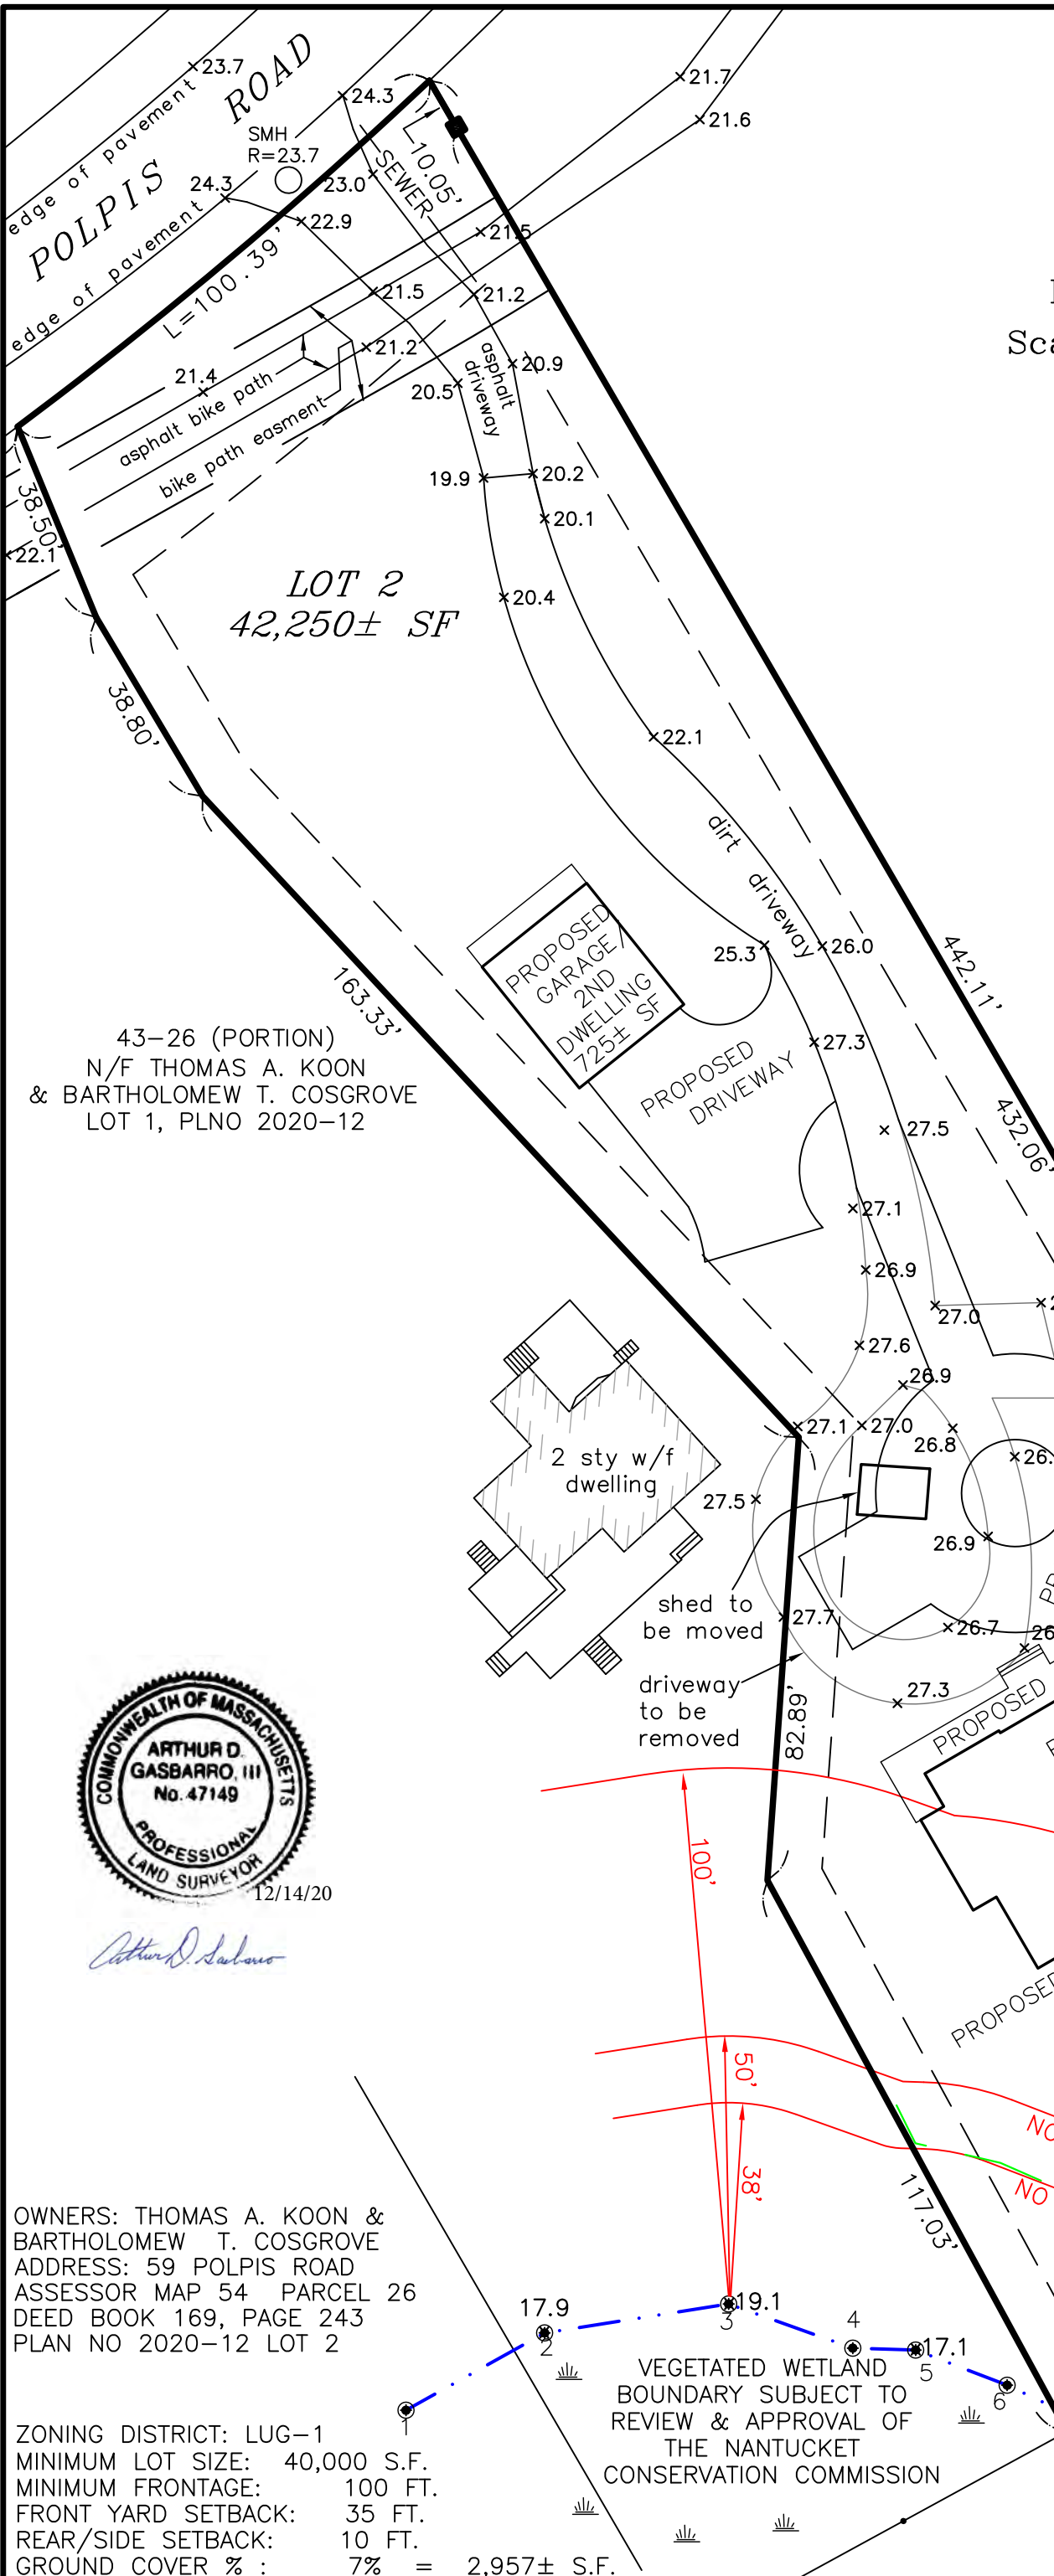 23.7
24.3
21.7
edge of pavement
POLPIS ROAD
SMH
R=23.7
21.6
10.05'
SEWER
23.0
24.3
22.9
edge of pavement
L=100.39'
21.5
21.5
21.2
21.2
Sca
20.9
asphalt
driveway
20.5
21.4
asphalt bike path
bike path easment
38.50'
22.1
19.9
20.2
20.1
LOT 2
42,250± SF
20.4
38.80'
22.1
dirt driveway
25.3
26.0
442.11'
PROPOSED
GARAGE/
2ND
DWELLING
725± SF
163.33'
43-26 (PORTION)
N/F THOMAS A. KOON
& BARTHOLOMEW T. COSGROVE
LOT 1, PLNO 2020-12
27.3
PROPOSED
DRIVEWAY
432.06'
27.5
27.1
26.9
27.0
27.6
26.9
27.1
27.0
26.8
26.
2 sty w/f
dwelling
27.5
26.9
shed to
be moved
27.7
26.7
26
driveway
to be
removed
27.3
82.89'
PROPOSED
COMMONWEALTH OF MASSACHUSETTS
ARTHUR D.
GASBARRO, III
No. 47149
PROFESSIONAL
LAND SURVEYOR
12/14/20
Arthur D. Gasbarro
100'
PROPOSED
50'
NO
38'
NO
117.03'
OWNERS: THOMAS A. KOON &
BARTHOLOMEW T. COSGROVE
ADDRESS: 59 POLPIS ROAD
ASSESSOR MAP 54 PARCEL 26
DEED BOOK 169, PAGE 243
PLAN NO 2020-12 LOT 2
17.9
2
19.1
3
4
17.1
5
6
1
VEGETATED WETLAND
BOUNDARY SUBJECT TO
REVIEW & APPROVAL OF
THE NANTUCKET
CONSERVATION COMMISSION
ZONING DISTRICT: LUG-1
MINIMUM LOT SIZE: 40,000 S.F.
MINIMUM FRONTAGE: 100 FT.
FRONT YARD SETBACK: 35 FT.
REAR/SIDE SETBACK: 10 FT.
GROUND COVER % : 7% = 2,957± S.F.